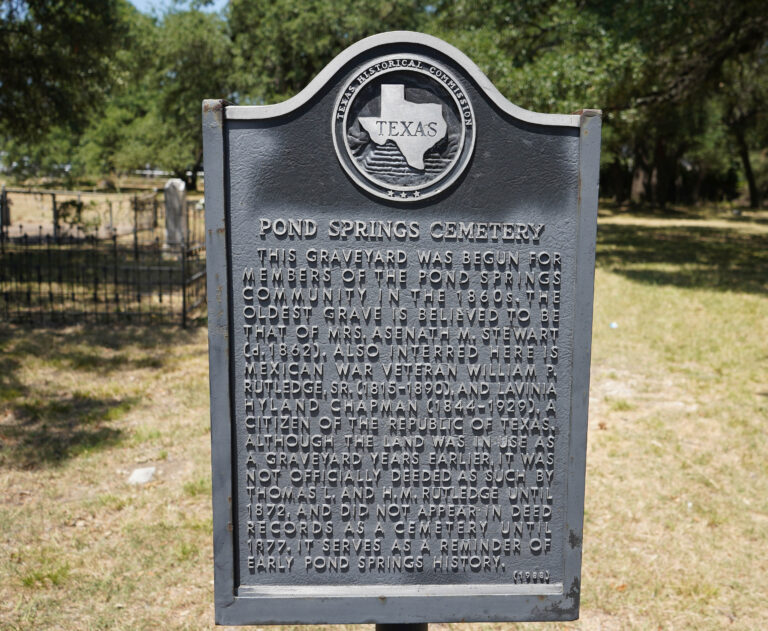 TEXAS HISTORICAL COMMISSION
TEXAS
POND SPRINGS CEMETERY
THIS GRAVEYARD WAS BEGUN FOR
MEMBERS OF THE POND SPRINGS
COMMUNITY IN THE 1860S. THE
OLDEST GRAVE IS BELIEVED TO BE
THAT OF MRS. ASENATH M. STEWART
(d.1862). ALSO INTERRED HERE IS
MEXICAN WAR VETERAN WILLIAM P.
RUTLEDGE, SR. (1815-1890), AND LAVINIA
HYLAND CHAPMAN (1844-1929), A
CITIZEN OF THE REPUBLIC OF TEXAS.
ALTHOUGH THE LAND WAS IN USE AS
A GRAVEYARD YEARS EARLIER, IT WAS
NOT OFFICIALLY DEEDED AS SUCH BY
THOMAS L. AND H.M. RUTLEDGE UNTIL
1872, AND DID NOT APPEAR IN DEED
RECORDS AS A CEMETERY UNTIL
1877. IT SERVES AS A REMINDER OF
EARLY POND SPRINGS HISTORY.
(1988)